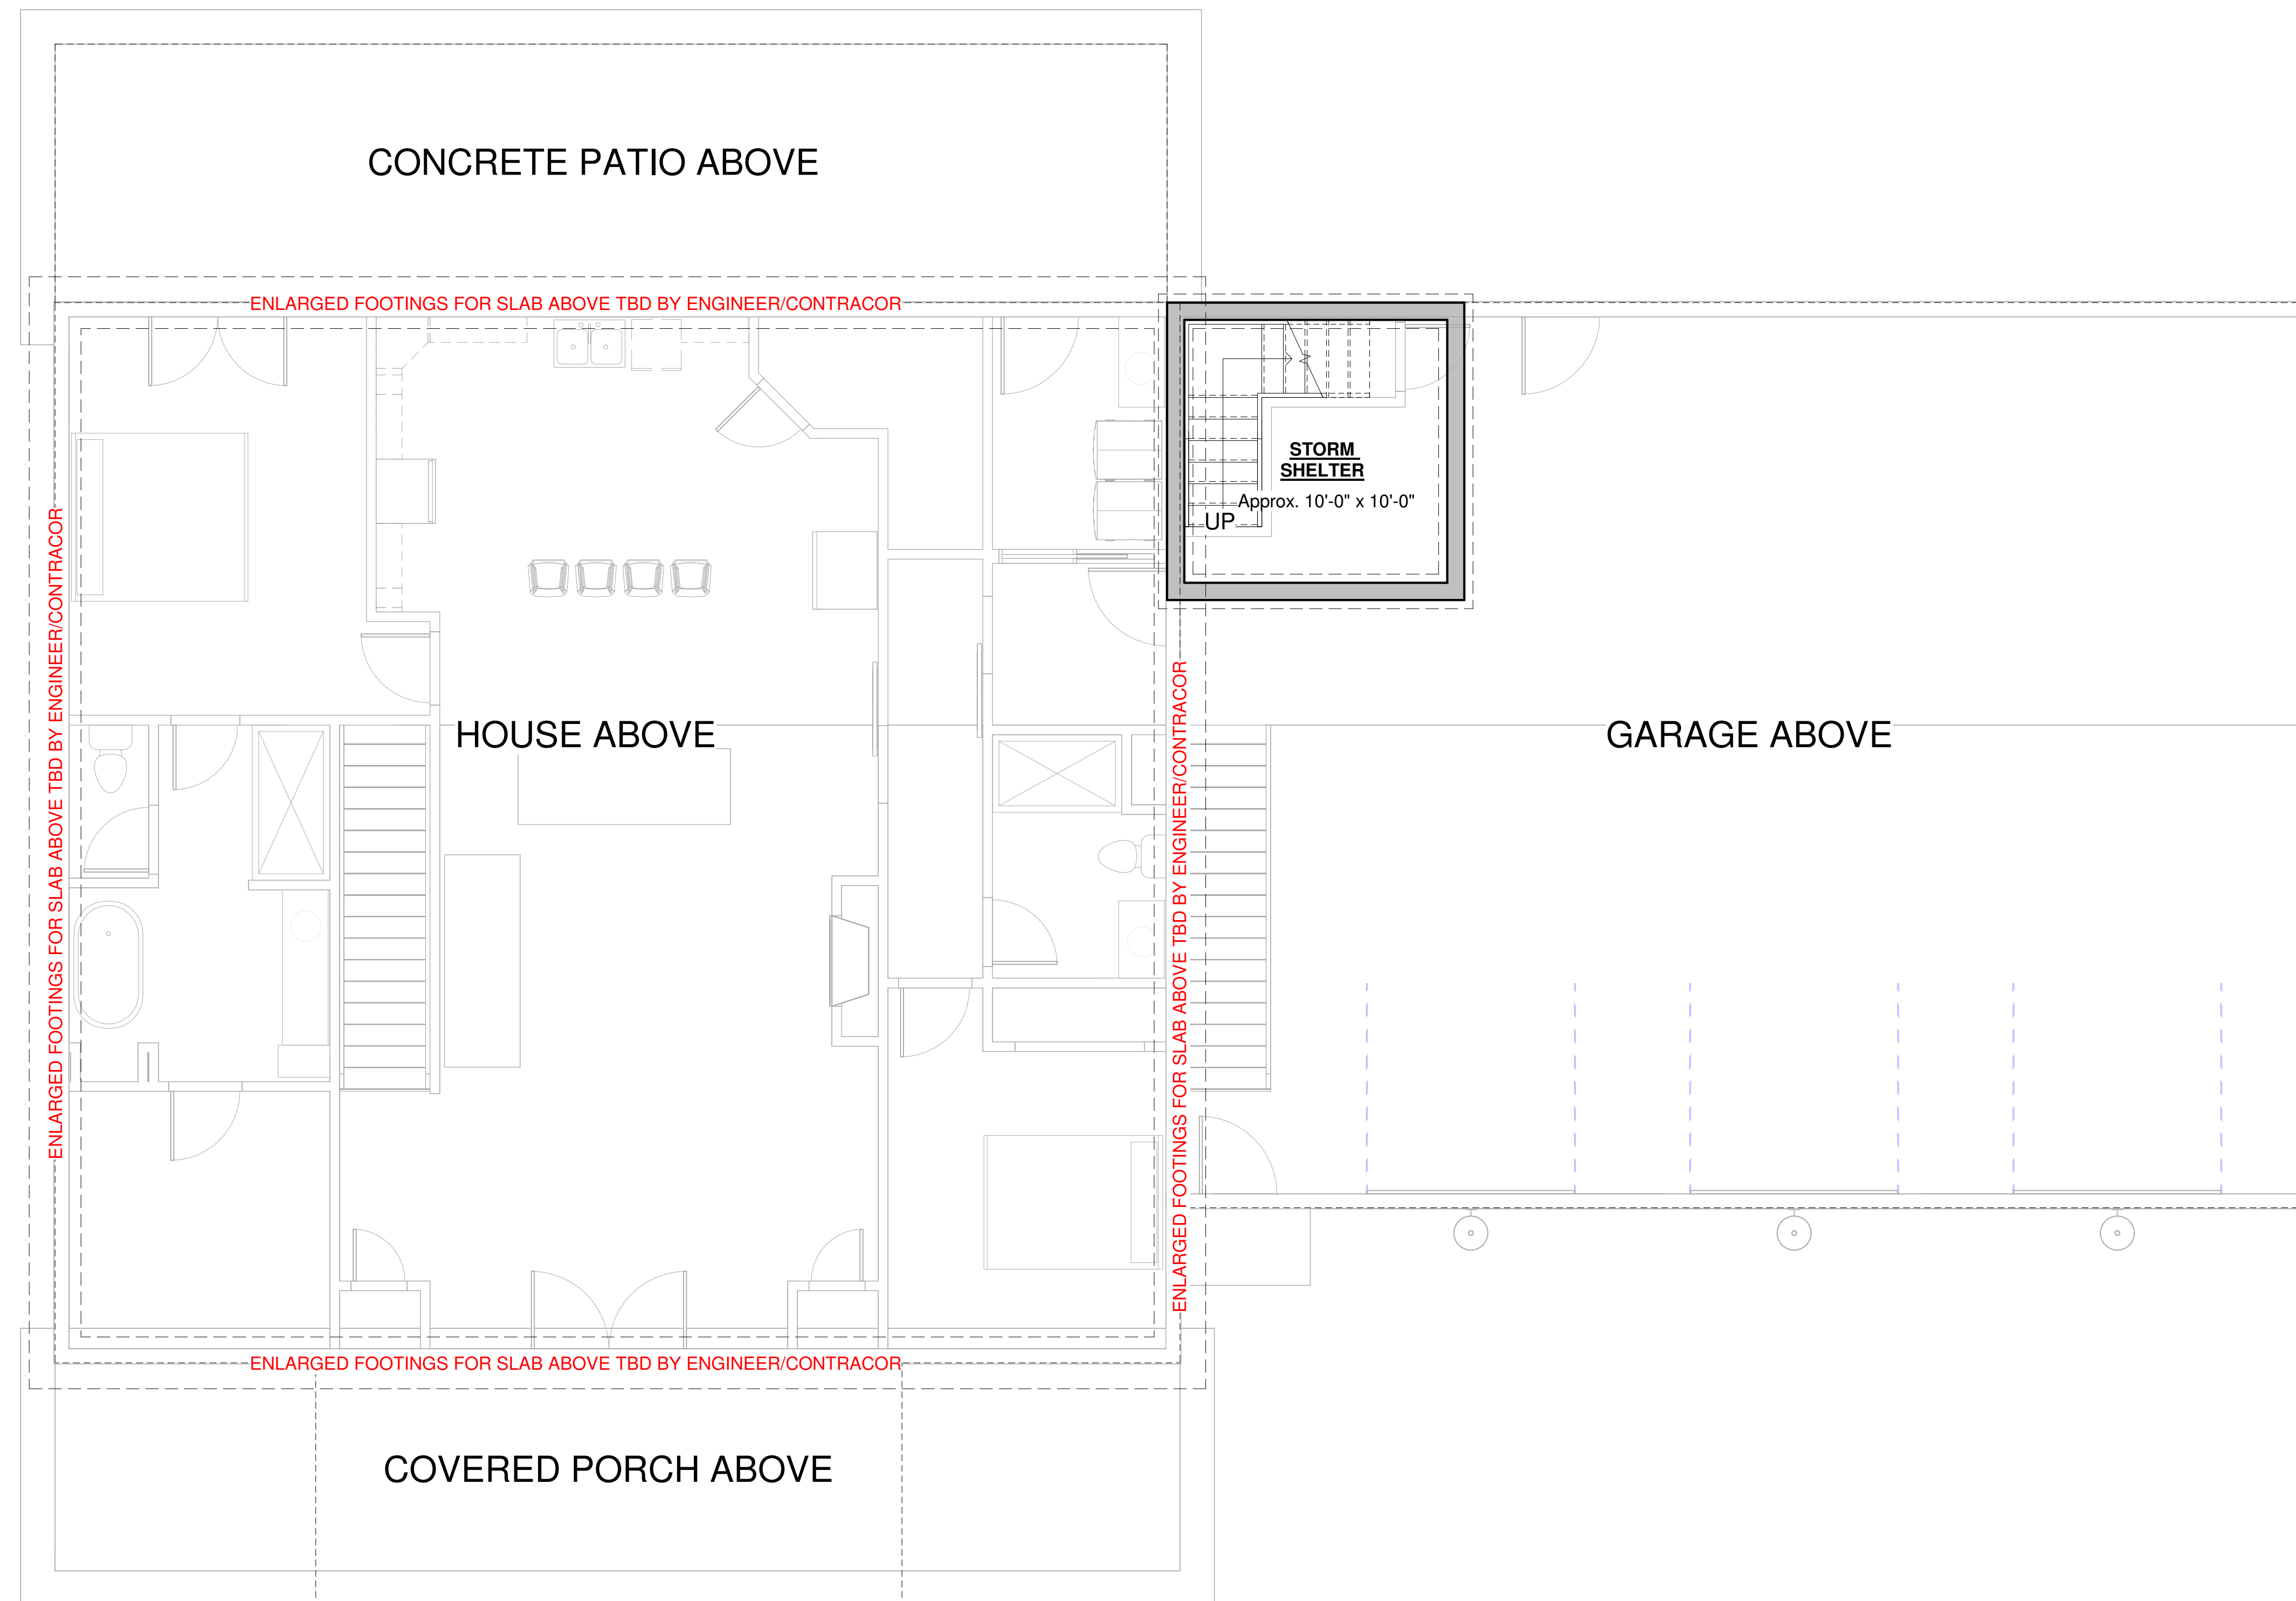 CONCRETE PATIO ABOVE
ENLARGED FOOTINGS FOR SLAB ABOVE TBD BY ENGINEER/CONTRACOR
STORM
SHELTER
Approx. 10'-0" x 10'-0"
UP
ENLARGED FOOTINGS FOR SLAB ABOVE TBD BY ENGINEER/CONTRACOR
HOUSE ABOVE
ENLARGED FOOTINGS FOR SLAB ABOVE TBD BY ENGINEER/CONTRACOR
GARAGE ABOVE
ENLARGED FOOTINGS FOR SLAB ABOVE TBD BY ENGINEER/CONTRACOR
COVERED PORCH ABOVE